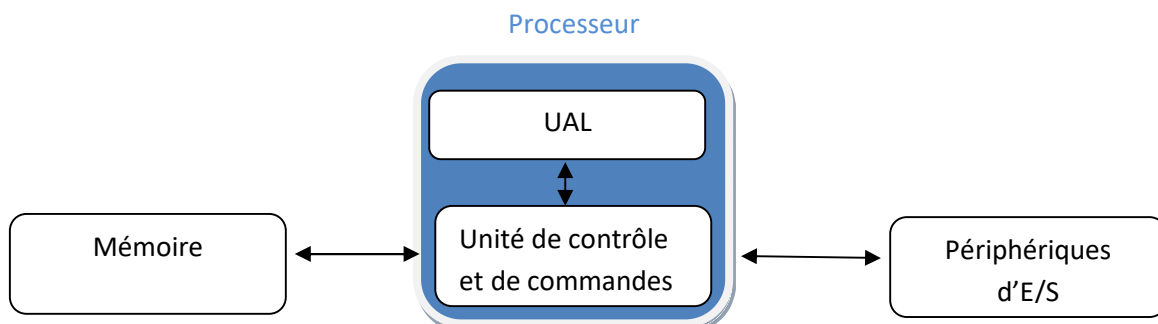 Processeur
UAL
Mémoire
Unité de contrôle
et de commandes
Périphériques
d’E/S